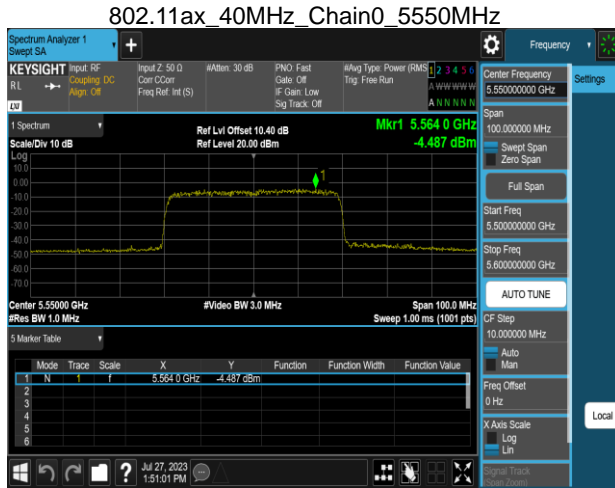 802.11ax_40MHz_Chain0_5550MHz
Spectrum Analyzer 1
Swept SA
+
Frequency
KEYSIGHT Input: RF Input Z: 50 Ω #Atten: 30 dB PNO: Fast #Avg Type: Power (RMS 1 2 3 4 5 6
R L Coupling: DC Corr CCorr Gate: Off Trig: Free Run A W W W W W
Align: Off Freq Ref: Int (S) IF Gain: Low
LXI Sig Track: Off A N N N N N
Center Frequency
5.550000000 GHz
Settings
1 Spectrum
Scale/Div 10 dB
Ref Lvl Offset 10.40 dB
Ref Level 20.00 dBm
Mkr1 5.564 0 GHz
-4.487 dBm
Log
10.0
0.00
-10.0
-20.0
-30.0
-40.0
-50.0
-60.0
-70.0
1
Center 5.55000 GHz #Video BW 3.0 MHz Span 100.0 MHz
#Res BW 1.0 MHz Sweep 1.00 ms (1001 pts)
Span
100.000000 MHz
Swept Span
Zero Span
Full Span
Start Freq
5.500000000 GHz
Stop Freq
5.600000000 GHz
AUTO TUNE
CF Step
10.000000 MHz
Auto
Man
Freq Offset
0 Hz
X Axis Scale
Log
Lin
Signal Track
(Span Zoom)
Local
5 Marker Table
Mode Trace Scale X Y Function Function Width Function Value
1 N 1 f 5.564 0 GHz -4.487 dBm
2
3
4
5
6
? Jul 27, 2023
1:51:01 PM